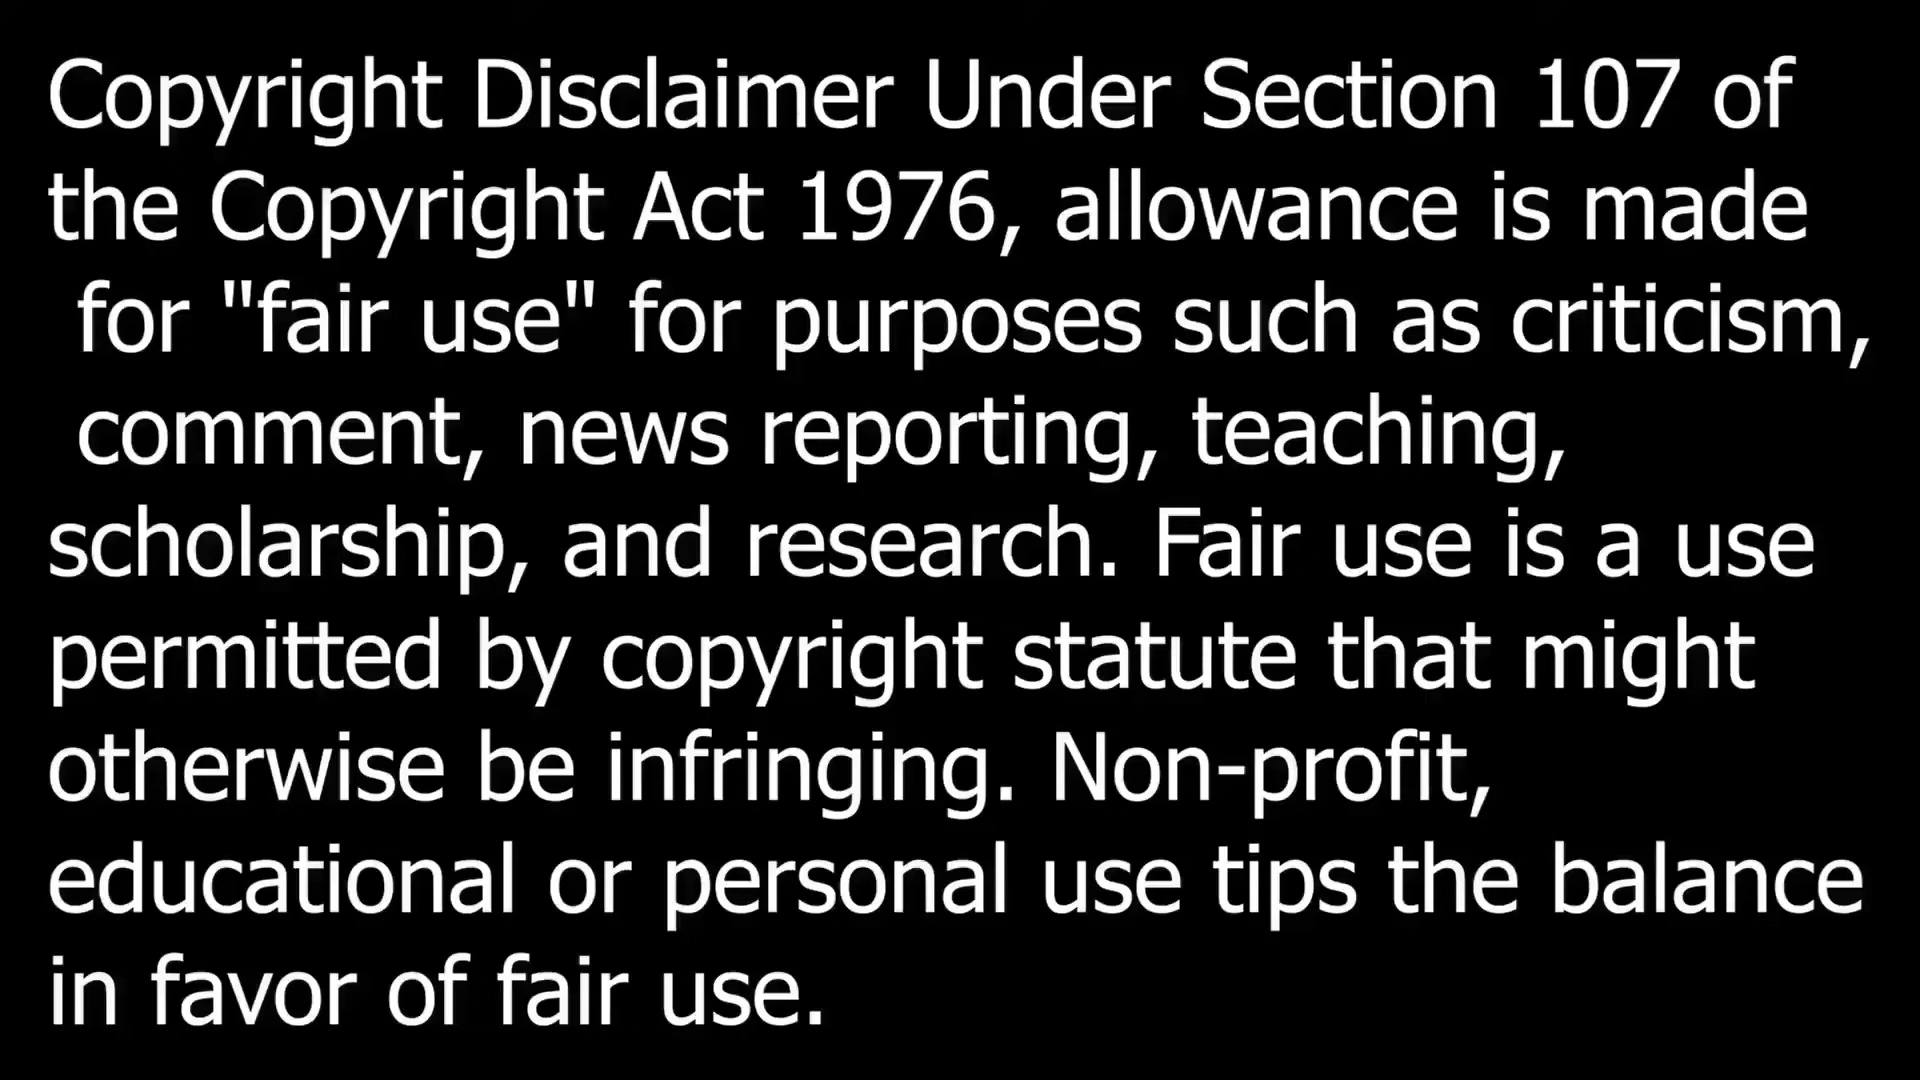 Copyright Disclaimer Under Section 107 of
the Copyright Act 1976, allowance is made
for "fair use" for purposes such as criticism,
comment, news reporting, teaching,
scholarship, and research. Fair use is a use
permitted by copyright statute that might
otherwise be infringing. Non-profit,
educational or personal use tips the balance
in favor of fair use.